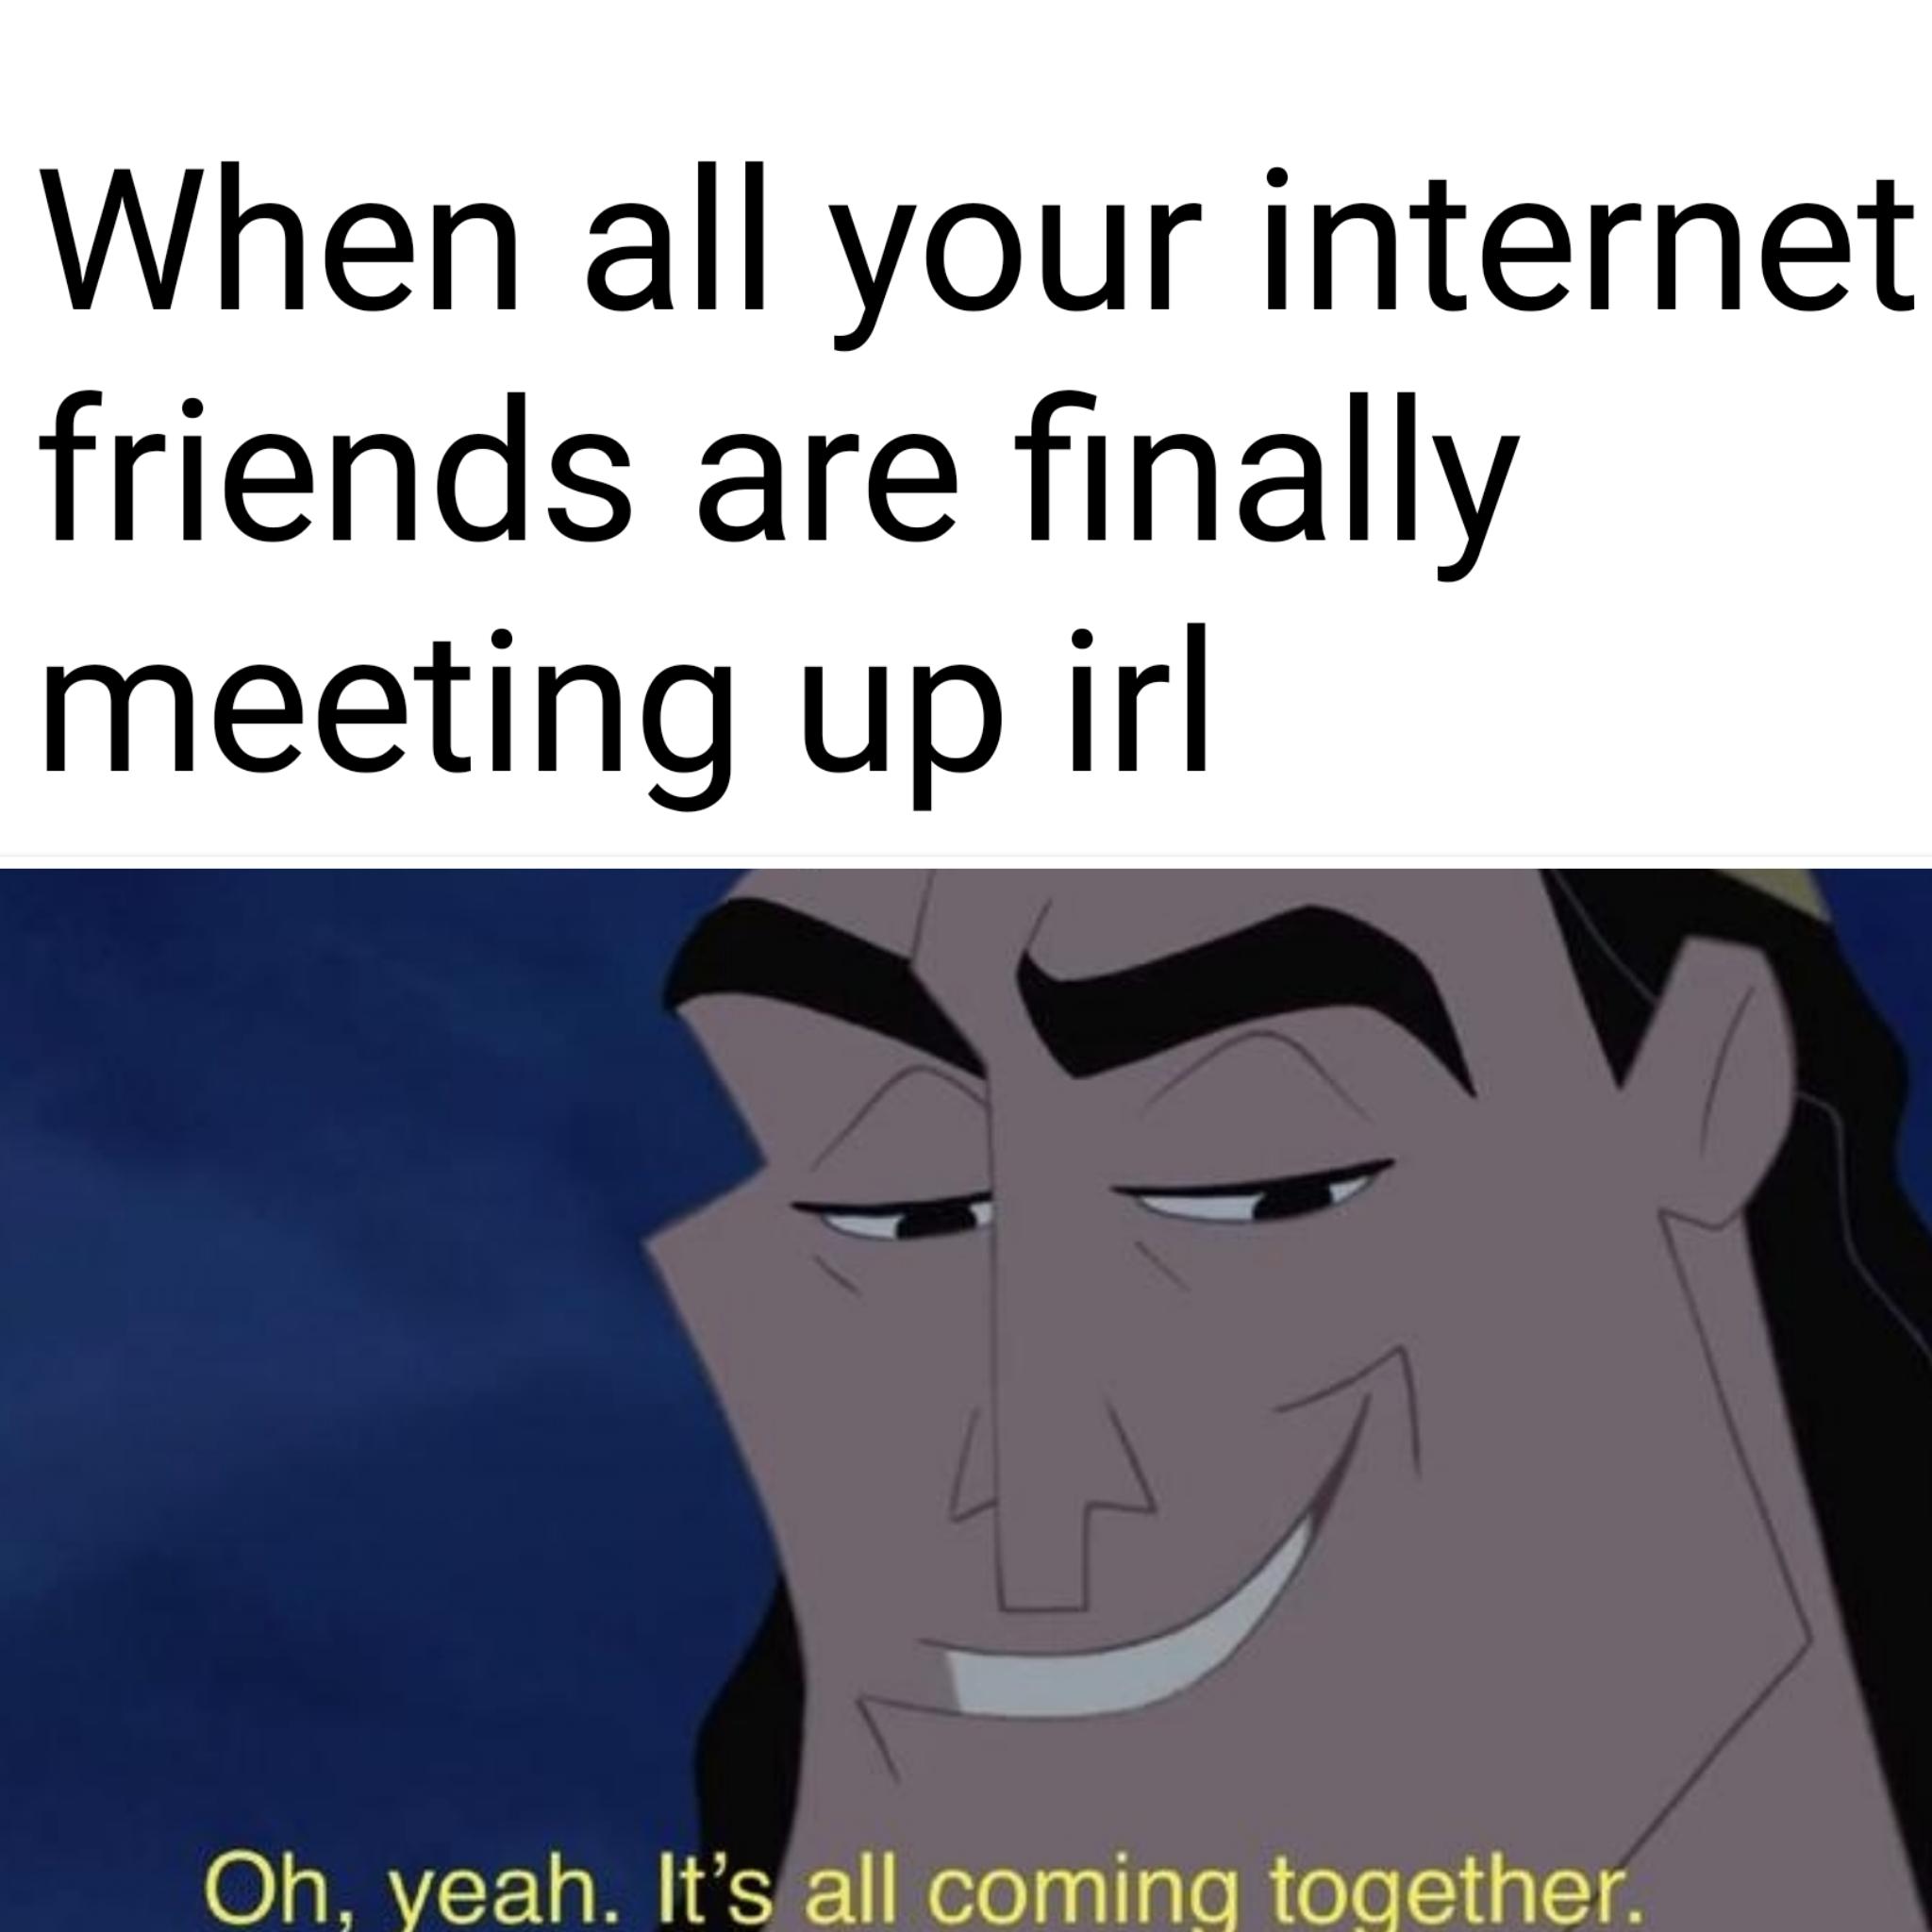 When all your internet
friends are finally
meeting up irl
Oh, yeah. It's all coming together.